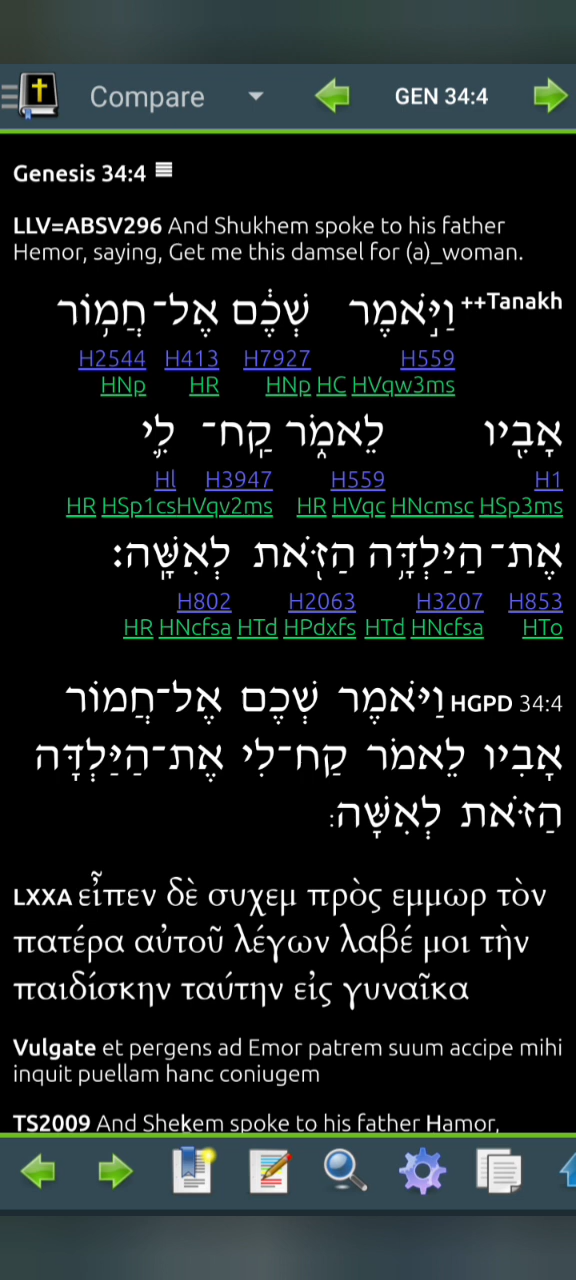 Compare
GEN 34:4
Genesis 34:4
LLV=ABSV296 And Shukhem spoke to his father
Hemor, saying, Get me this damsel for (a)_woman.
++Tanakh וַיֹּ֣אמֶר שְׁכֶ֔ם אֶל־חֲמ֥וֹר
H2544 H413 H7927 H559
HNp HR HNp HC HVqw3ms
אָבִ֖יו לֵאמֹ֑ר קַֽח־ לִ֛י
Hl H3947 H559 H1
HR HSp1csHVqv2ms HR HVqc HNcmsc HSp3ms
אֶת־הַיַּלְדָּ֥ה הַזֹּ֖את לְאִשָּֽׁה׃
H802 H2063 H3207 H853
HR HNcfsa HTd HPdxfs HTd HNcfsa HTo
HGPD 34:4 וַיֹּאמֶר שְׁכֶם אֶל־חֲמוֹר
אָבִיו לֵאמֹר קַח־לִי אֶת־הַיַּלְדָּה
הַזֹּאת לְאִשָּׁה:
LXXA εἶπεν δὲ συχεμ πρὸς εμμωρ τὸν
πατέρα αὐτοῦ λέγων λαβέ μοι τὴν
παιδίσκην ταύτην εἰς γυναῖκα
Vulgate et pergens ad Emor patrem suum accipe mihi
inquit puellam hanc coniugem
TS2009 And Sheḵem spoke to his father Ḥamor,